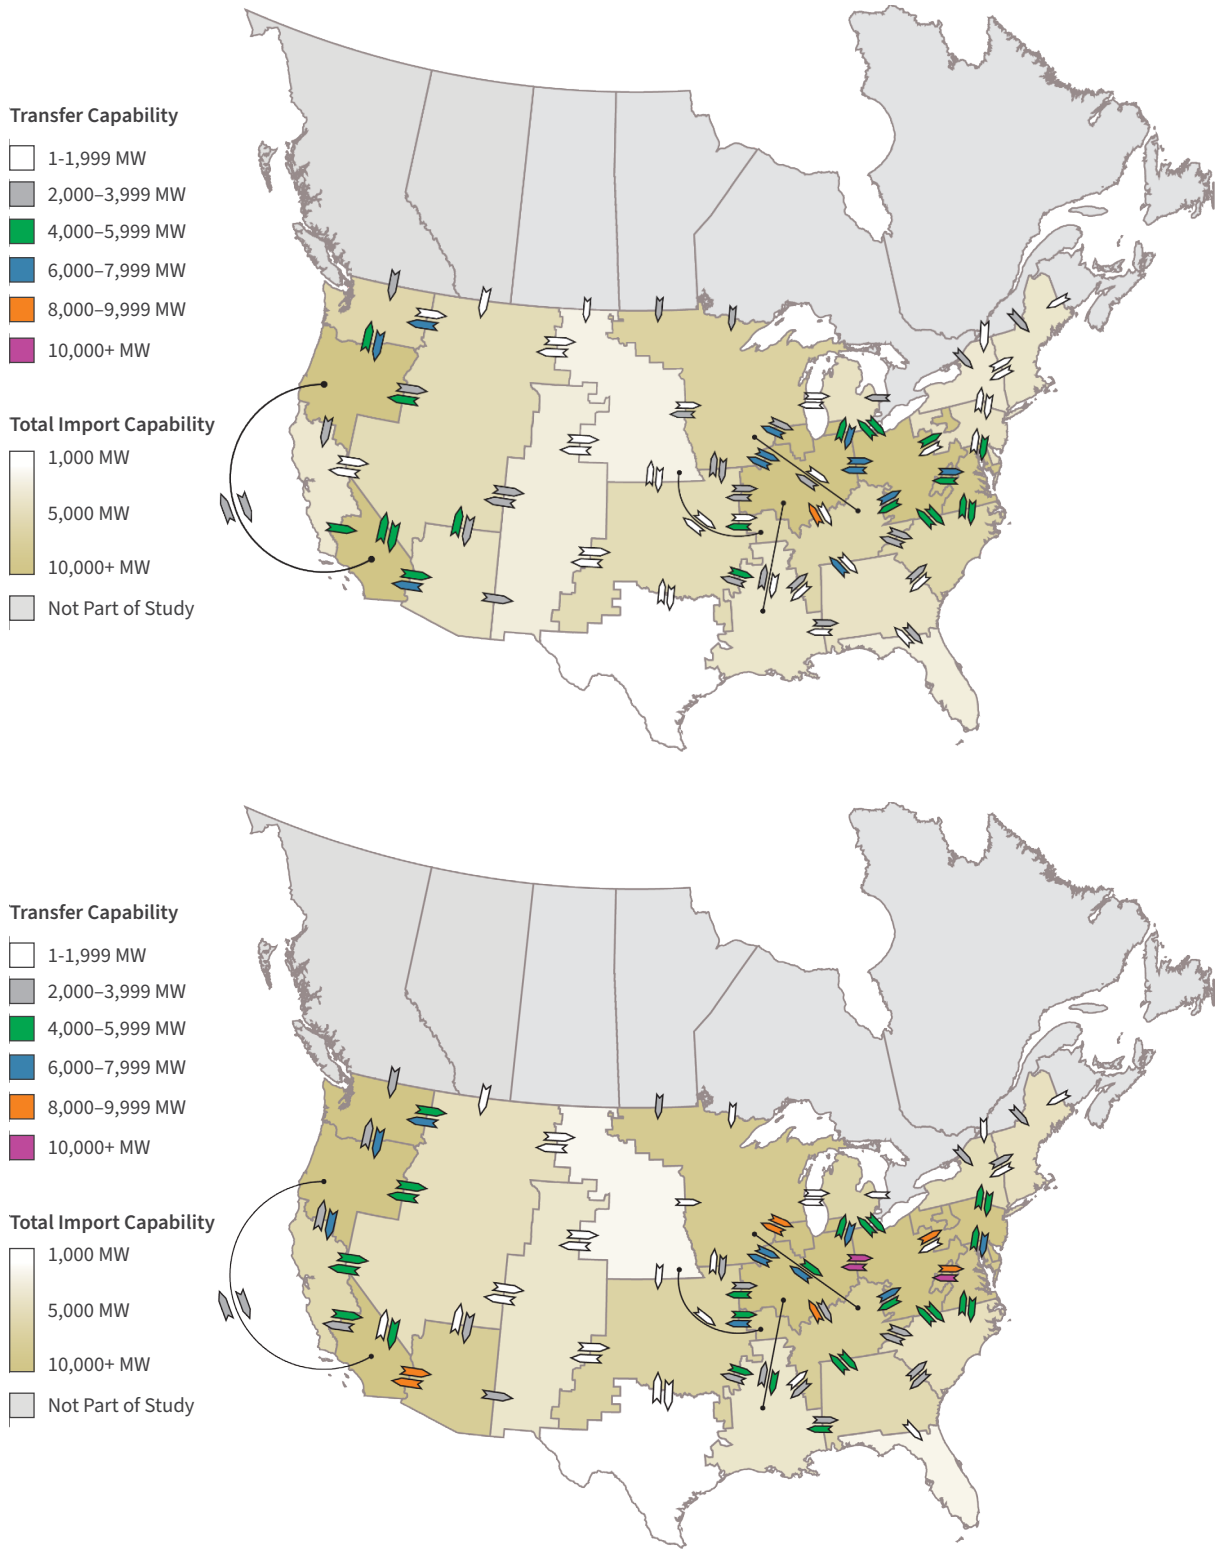 Transfer Capability
1-1,999 MW
2,000–3,999 MW
4,000–5,999 MW
6,000–7,999 MW
8,000–9,999 MW
10,000+ MW
Total Import Capability
1,000 MW
5,000 MW
10,000+ MW
Not Part of Study
Transfer Capability
1-1,999 MW
2,000–3,999 MW
4,000–5,999 MW
6,000–7,999 MW
8,000–9,999 MW
10,000+ MW
Total Import Capability
1,000 MW
5,000 MW
10,000+ MW
Not Part of Study